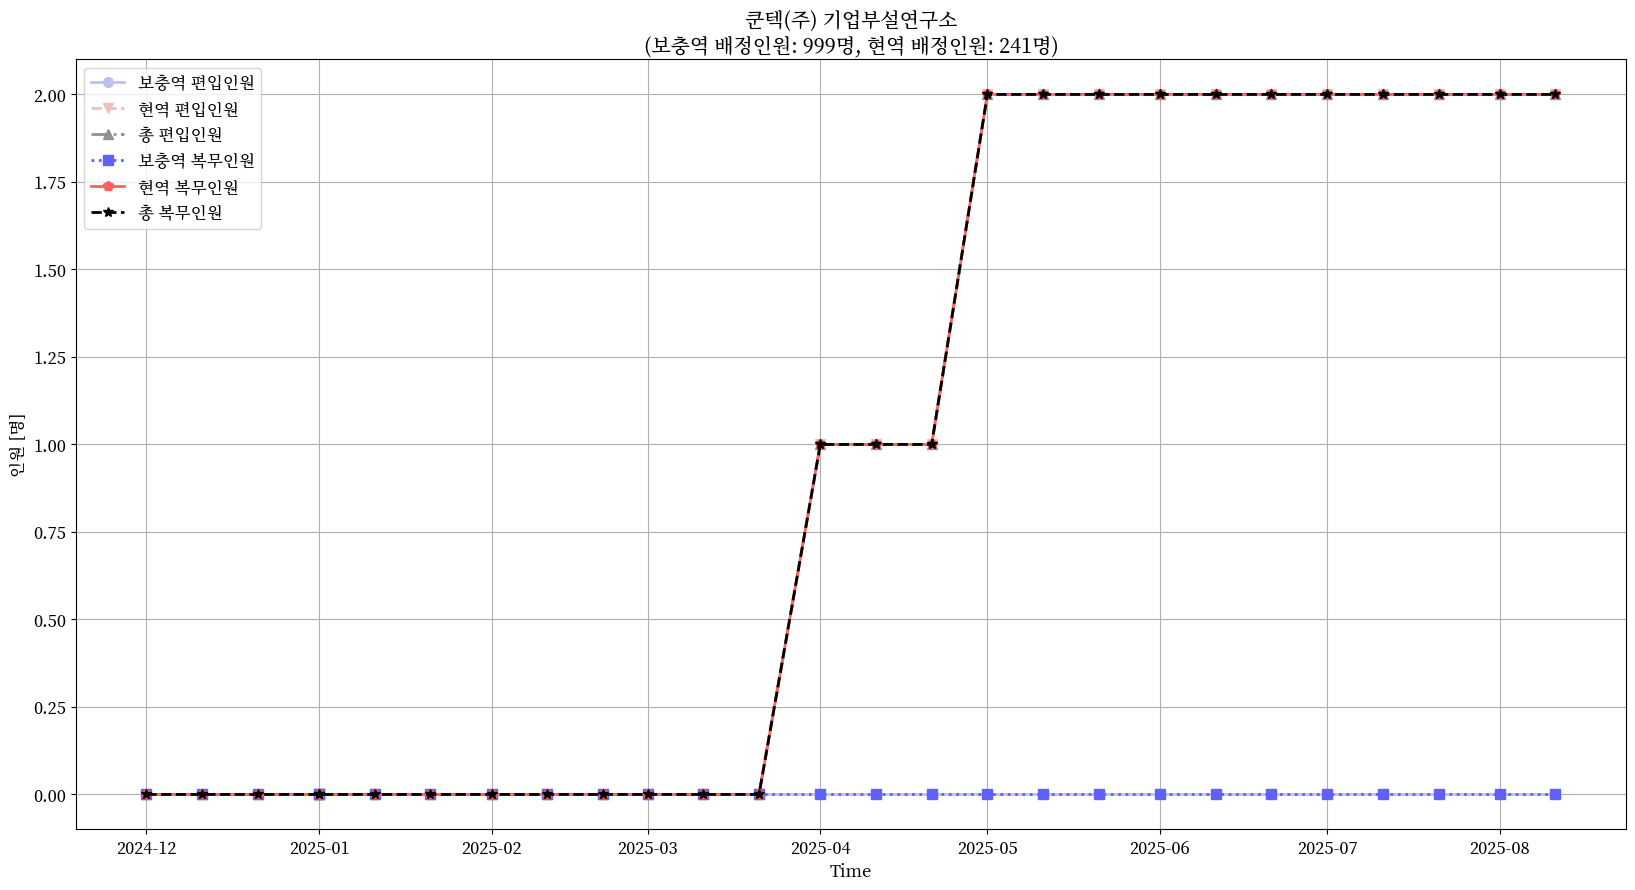 쿤텍(주) 기업부설연구소
(보충역 배정인원: 999명, 현역 배정인원: 241명)
보충역 편입인원
현역 편입인원
총 편입인원
보충역 복무인원
현역 복무인원
총 복무인원
2.00
1.75
1.50
1.25
1.00
0.75
0.50
0.25
0.00
인원 [명]
2024-12 2025-01 2025-02 2025-03 2025-04 2025-05 2025-06 2025-07 2025-08
Time